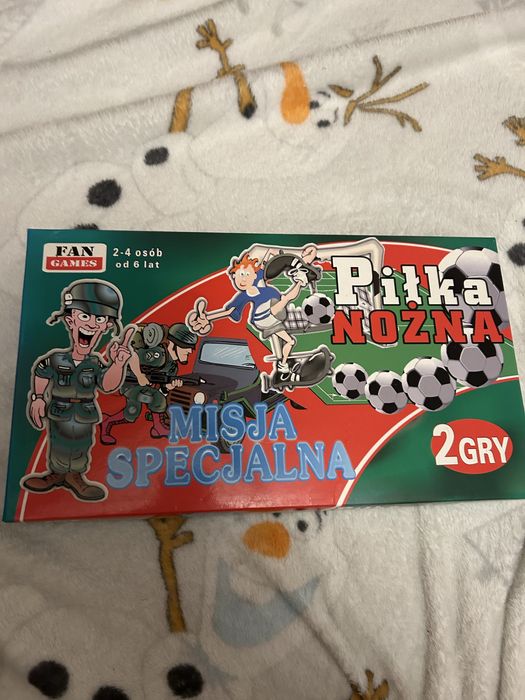 FAN
GAMES
2-4 osób
od 6 lat
Piłka
NOŻNA
MISJA
SPECJALNA
2 GRY